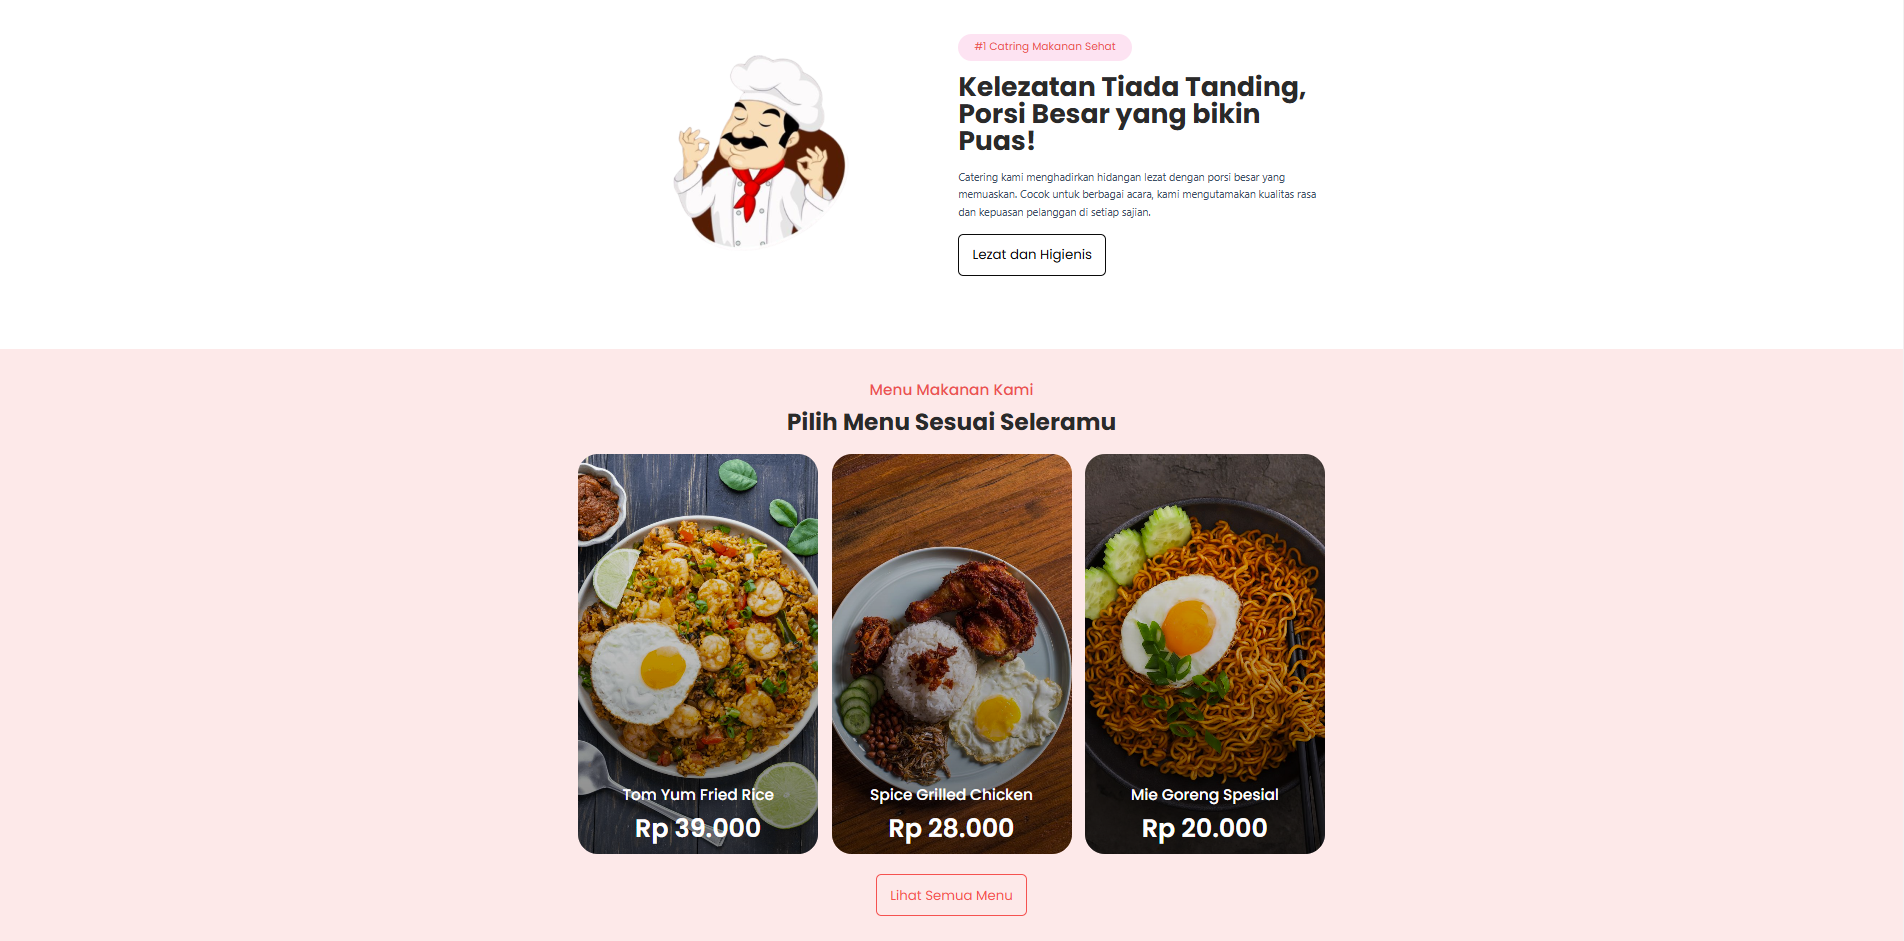 #1 Catring Makanan Sehat
Kelezatan Tiada Tanding,
Porsi Besar yang bikin
Puas!
Catering kami menghadirkan hidangan lezat dengan porsi besar yang
memuaskan. Cocok untuk berbagai acara, kami mengutamakan kualitas rasa
dan kepuasan pelanggan di setiap sajian.
Lezat dan Higienis
Menu Makanan Kami
Pilih Menu Sesuai Seleramu
Tom Yum Fried Rice
Rp 39.000
Spice Grilled Chicken
Rp 28.000
Mie Goreng Spesial
Rp 20.000
Lihat Semua Menu